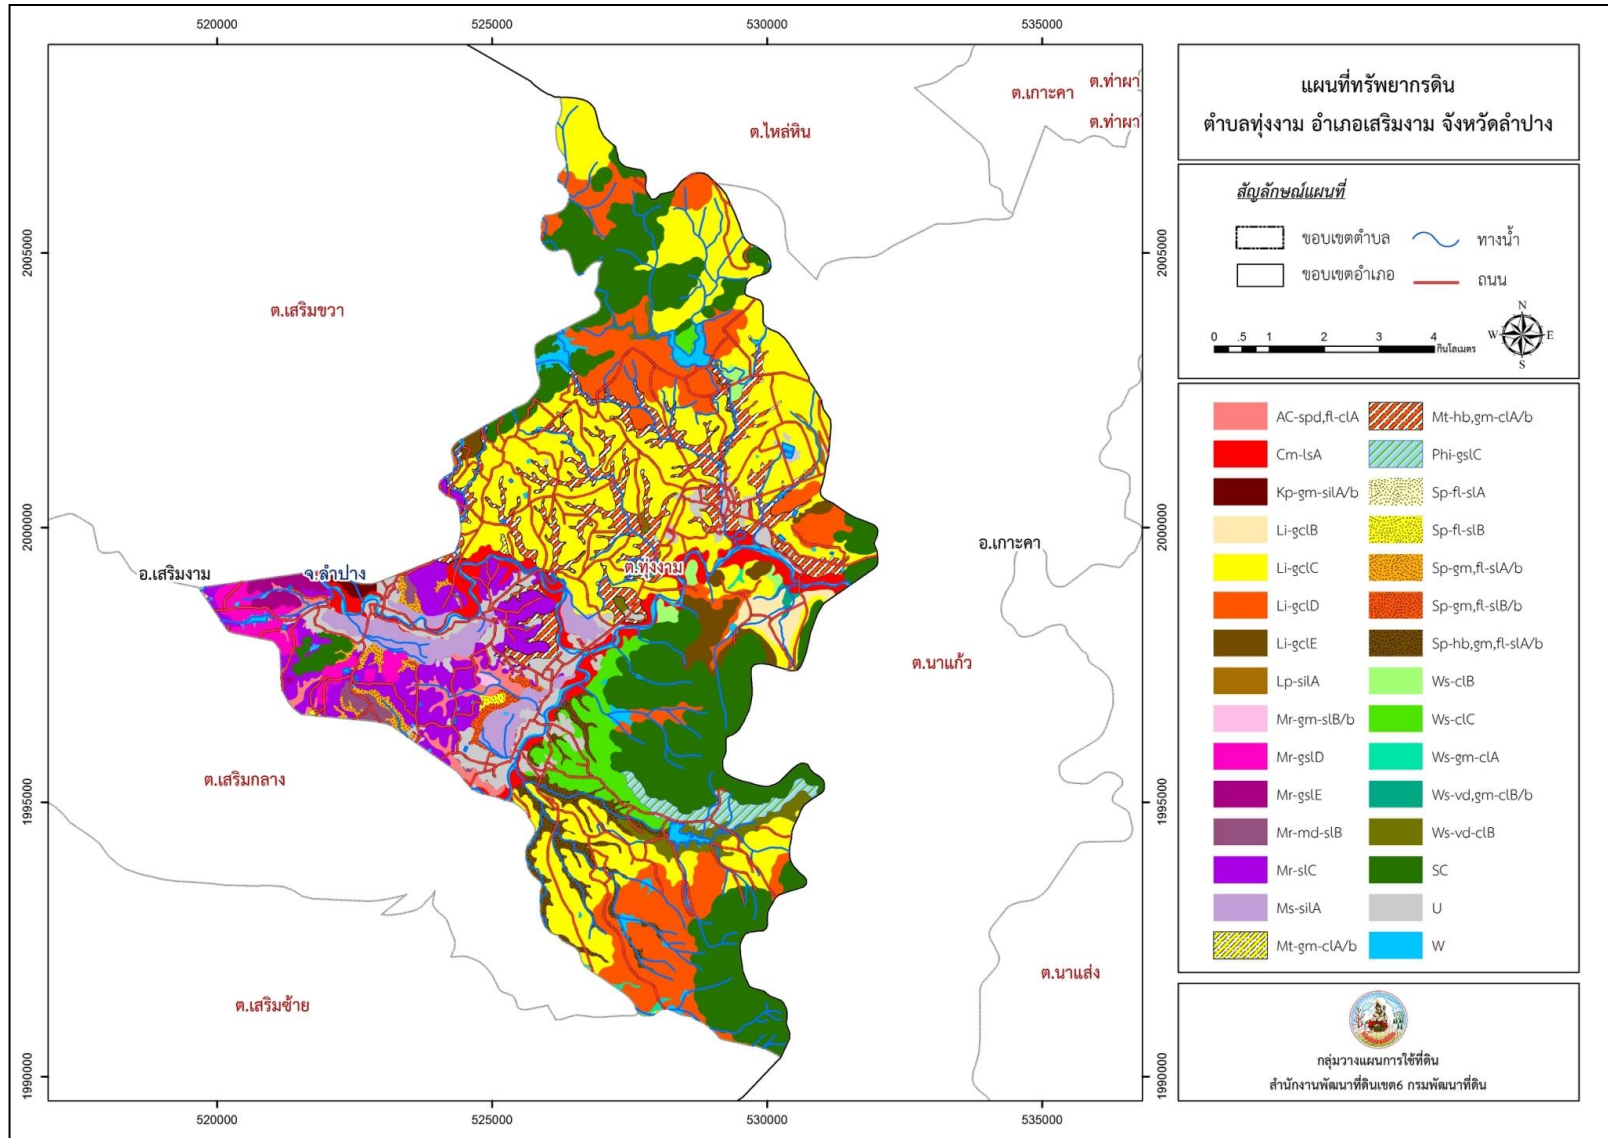 520000
525000
530000
535000
แผนที่ทรัพยากรดิน
ตำบลทุ่งงาม อำเภอเสริมงาม จังหวัดลำปาง
สัญลักษณ์แผนที่
ขอบเขตตำบล
ทางน้ำ
ขอบเขตอำเภอ
ถนน
0 .5 1 2 3 4
กิโลเมตร
N
W
E
S
AC-spd,fl-clA
Cm-lsA
Kp-gm-silA/b
Li-gclB
Li-gclC
Li-gclD
Li-gclE
Lp-silA
Mr-gm-slB/b
Mr-gslD
Mr-gslE
Mr-md-slB
Mr-slC
Ms-silA
Mt-gm-clA/b
Mt-hb,gm-clA/b
Phi-gslC
Sp-fl-slA
Sp-fl-slB
Sp-gm,fl-slA/b
Sp-gm,fl-slB/b
Sp-hb,gm,fl-slA/b
Ws-clB
Ws-clC
Ws-gm-clA
Ws-vd,gm-clB/b
Ws-vd-clB
SC
U
W
กลุ่มวางแผนการใช้ที่ดิน
สำนักงานพัฒนาที่ดินเขต6 กรมพัฒนาที่ดิน
ต.ท่าผา
ต.เกาะคา
ต.ท่าผา
ต.ไหล่หิน
2005000
2005000
ต.เสริมขวา
2000000
2000000
อ.เกาะคา
อ.เสริมงาม
จ.ลำปาง
ต.ทุ่งงาม
ต.นาแก้ว
ต.เสริมกลาง
1995000
1995000
ต.นาแส่ง
ต.เสริมซ้าย
1990000
1990000
520000
525000
530000
535000